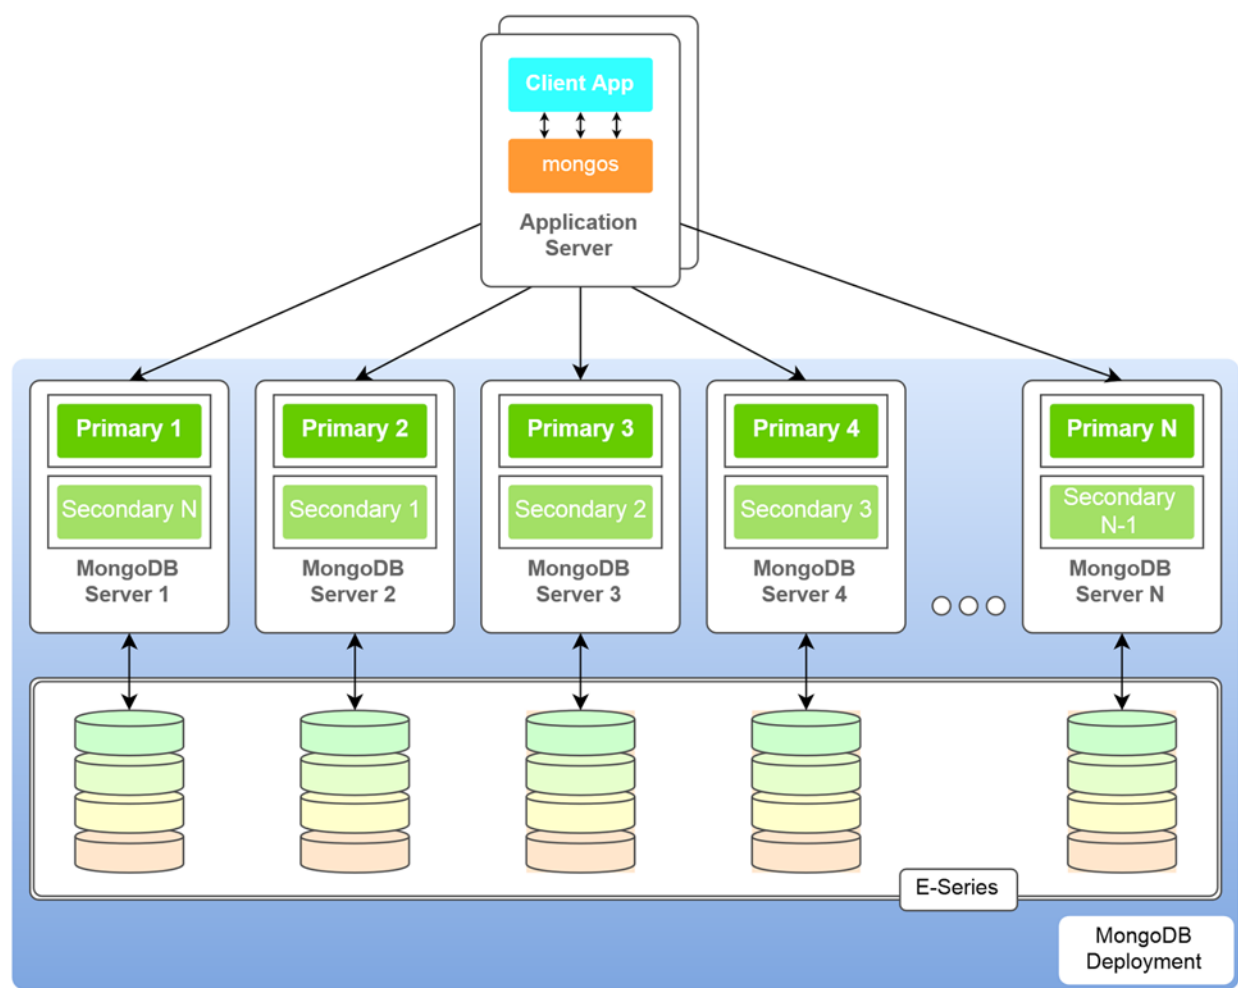 Client App
mongos
Application
Server
Primary 1
Secondary N
MongoDB
Server 1
Primary 2
Secondary 1
MongoDB
Server 2
Primary 3
Secondary 2
MongoDB
Server 3
Primary 4
Secondary 3
MongoDB
Server 4
Primary N
Secondary
N-1
MongoDB
Server N
E-Series
MongoDB
Deployment